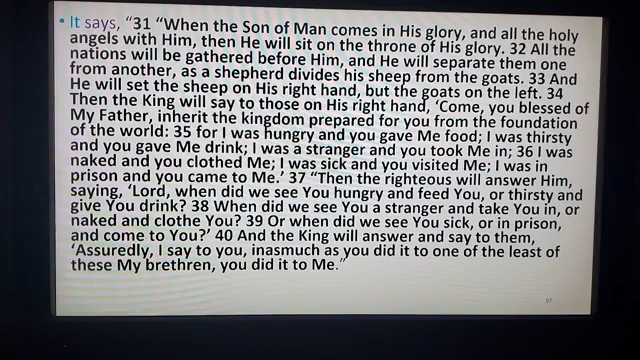 • It says, "31 "When the Son of Man comes in His glory, and all the holy
angels with Him, then He will sit on the throne of His glory. 32 All the
nations will be gathered before Him, and He will separate them one
from another, as a shepherd divides his sheep from the goats. 33 And
He will set the sheep on His right hand, but the goats on the left. 34
Then the King will say to those on His right hand, ‘Come, you blessed of
My Father, inherit the kingdom prepared for you from the foundation
of the world: 35 for I was hungry and you gave Me food; I was thirsty
and you gave Me drink; I was a stranger and you took Me in; 36 I was
naked and you clothed Me; I was sick and you visited Me; I was in
prison and you came to Me.’ 37 "Then the righteous will answer Him,
saying, ‘Lord, when did we see You hungry and feed You, or thirsty and
give You drink? 38 When did we see You a stranger and take You in, or
naked and clothe You? 39 Or when did we see You sick, or in prison,
and come to You?’ 40 And the King will answer and say to them,
‘Assuredly, I say to you, inasmuch as you did it to one of the least of
these My brethren, you did it to Me."
97